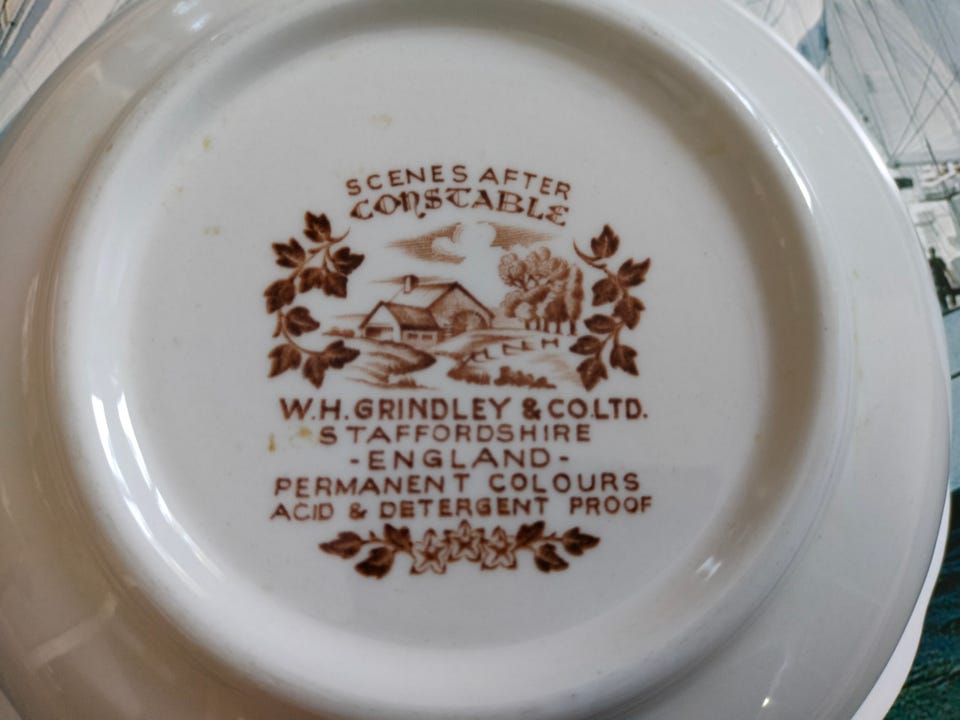 SCENES AFTER
CONSTABLE
W.H. GRINDLEY & CO. LTD.
STAFFORDSHIRE
-ENGLAND-
PERMANENT COLOURS
ACID & DETERGENT PROOF